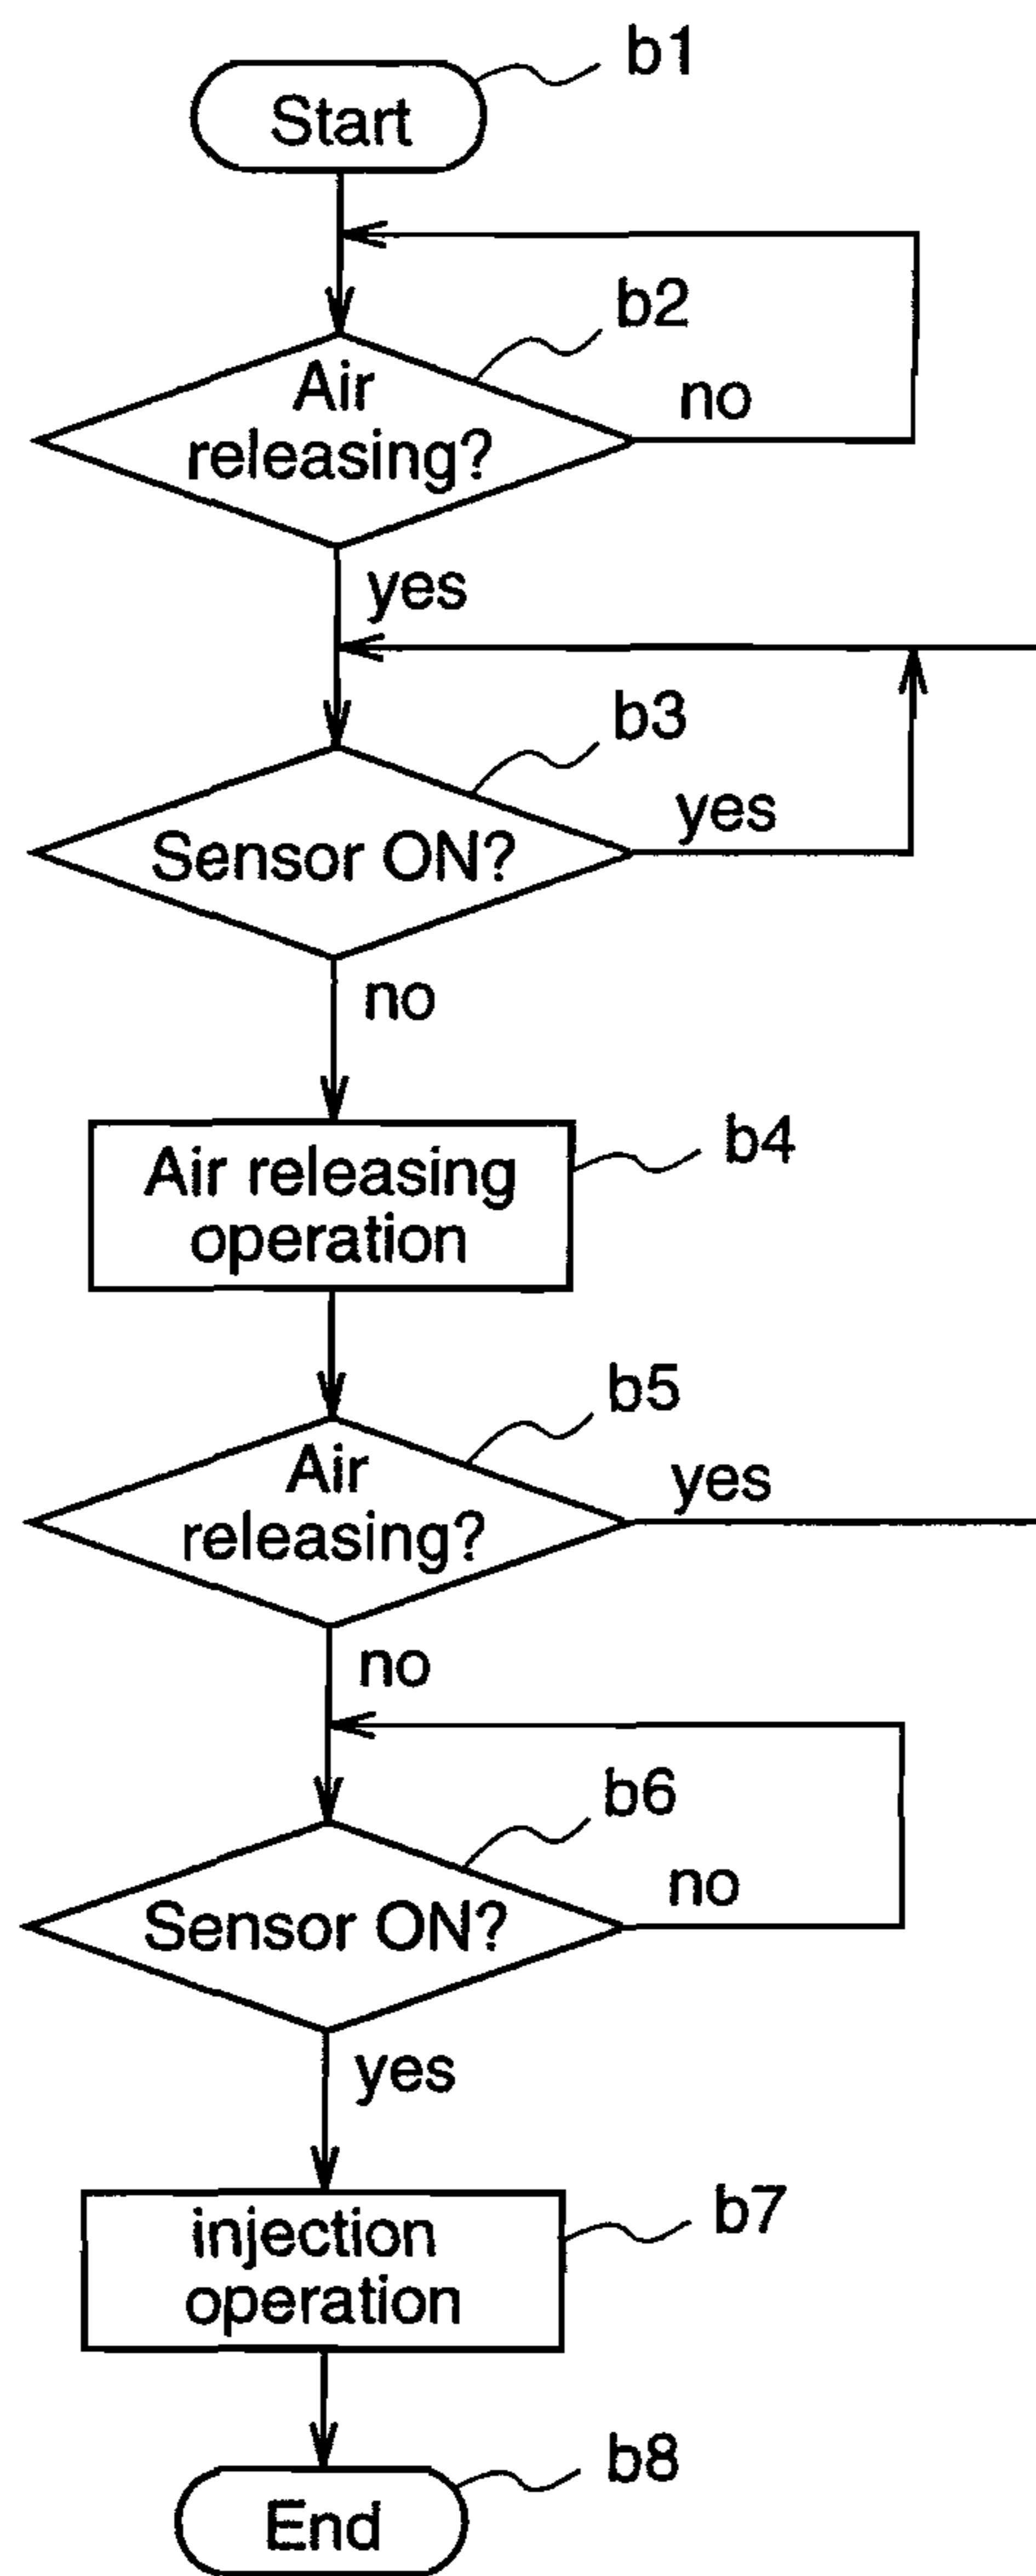 b1
Start
b2
Air
releasing?
no
yes
b3
Sensor ON?
yes
no
b4
Air releasing
operation
b5
Air
releasing?
yes
no
b6
Sensor ON?
no
yes
b7
injection
operation
b8
End